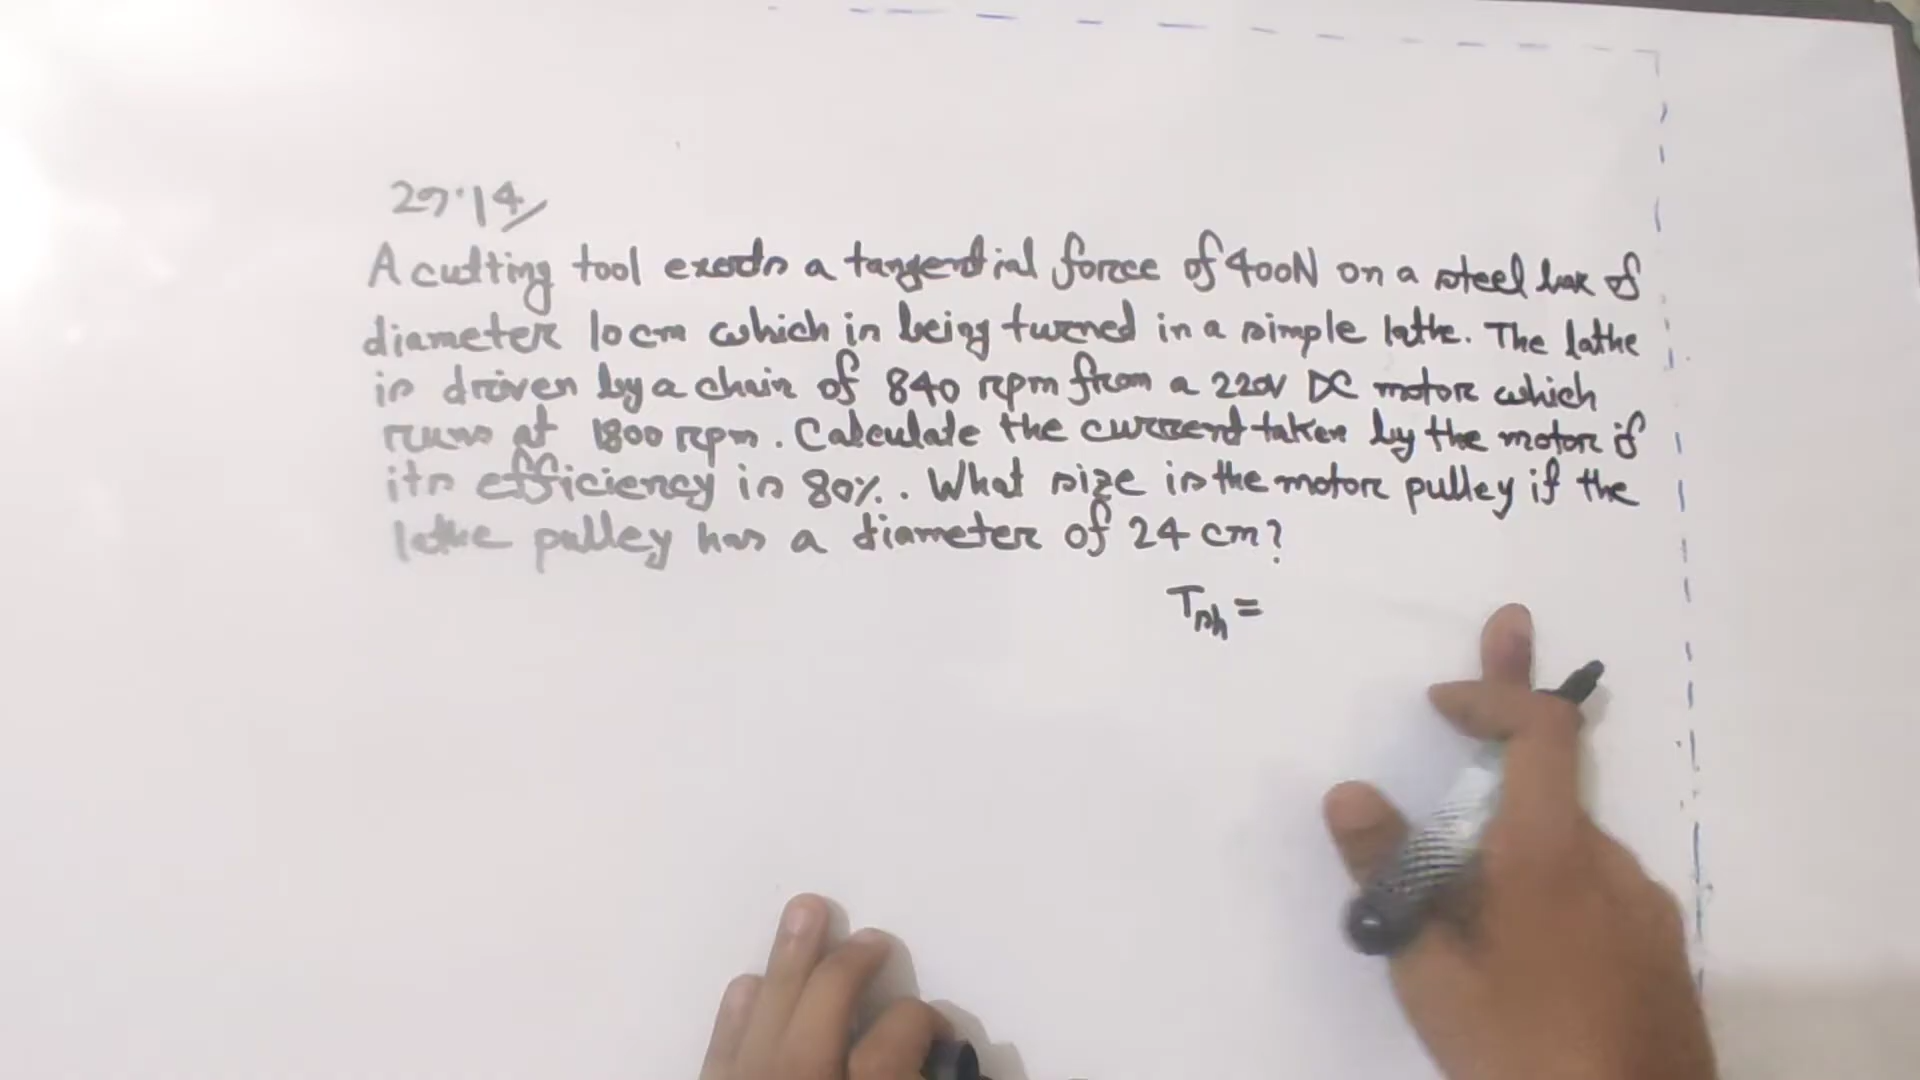 29.14
A cutting tool exerts a tangential force of 400N on a steel bar of
diameter 10cm which is being turned in a simple lathe. The lathe
is driven by a chain of 840 rpm from a 220V DC motor which
runs at 1800 rpm. Calculate the current taken by the motor if
its efficiency is 80%. What size is the motor pulley if the
lathe pulley has a diameter of 24 cm?
Tsh =